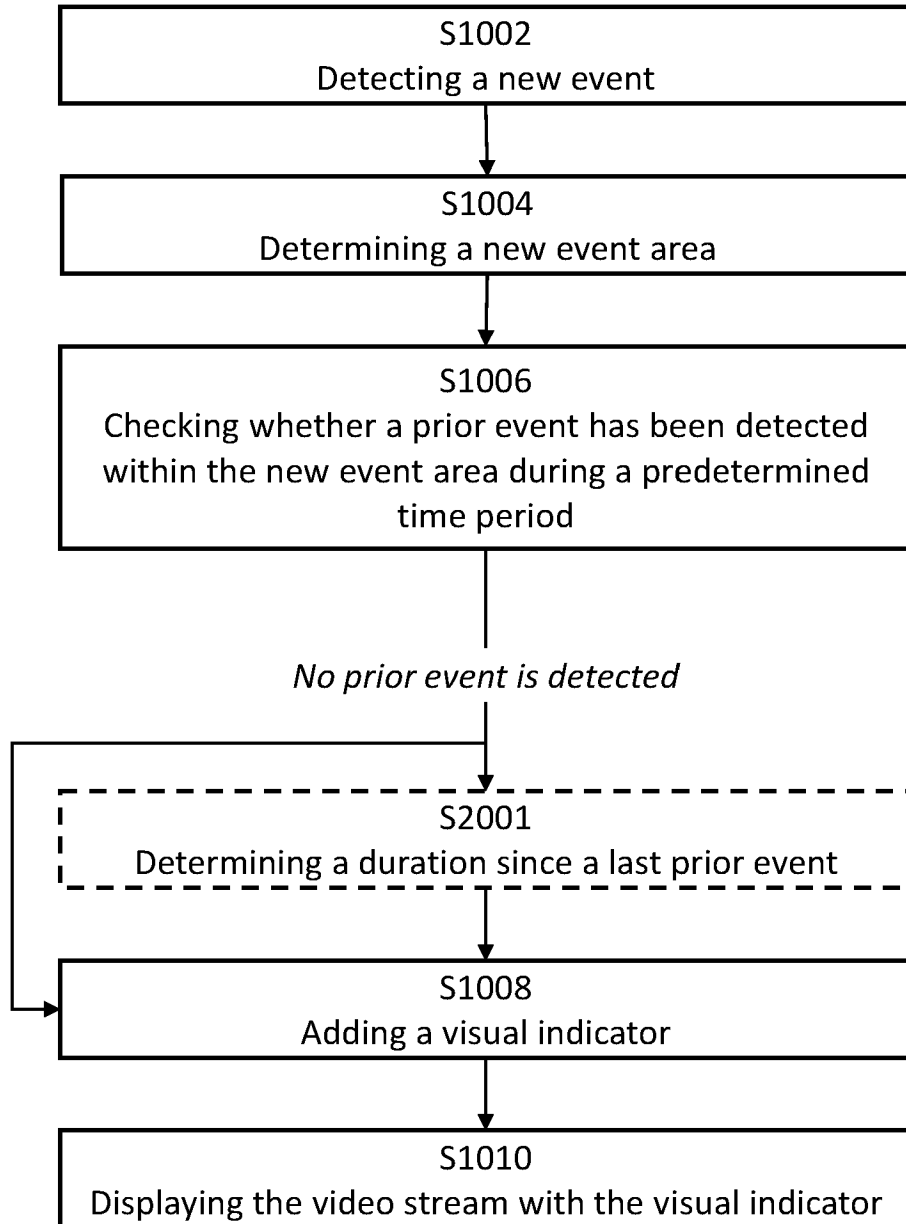 S1002
Detecting a new event
S1004
Determining a new event area
S1006
Checking whether a prior event has been detected
within the new event area during a predetermined
time period
No prior event is detected
S2001
Determining a duration since a last prior event
S1008
Adding a visual indicator
S1010
Displaying the video stream with the visual indicator